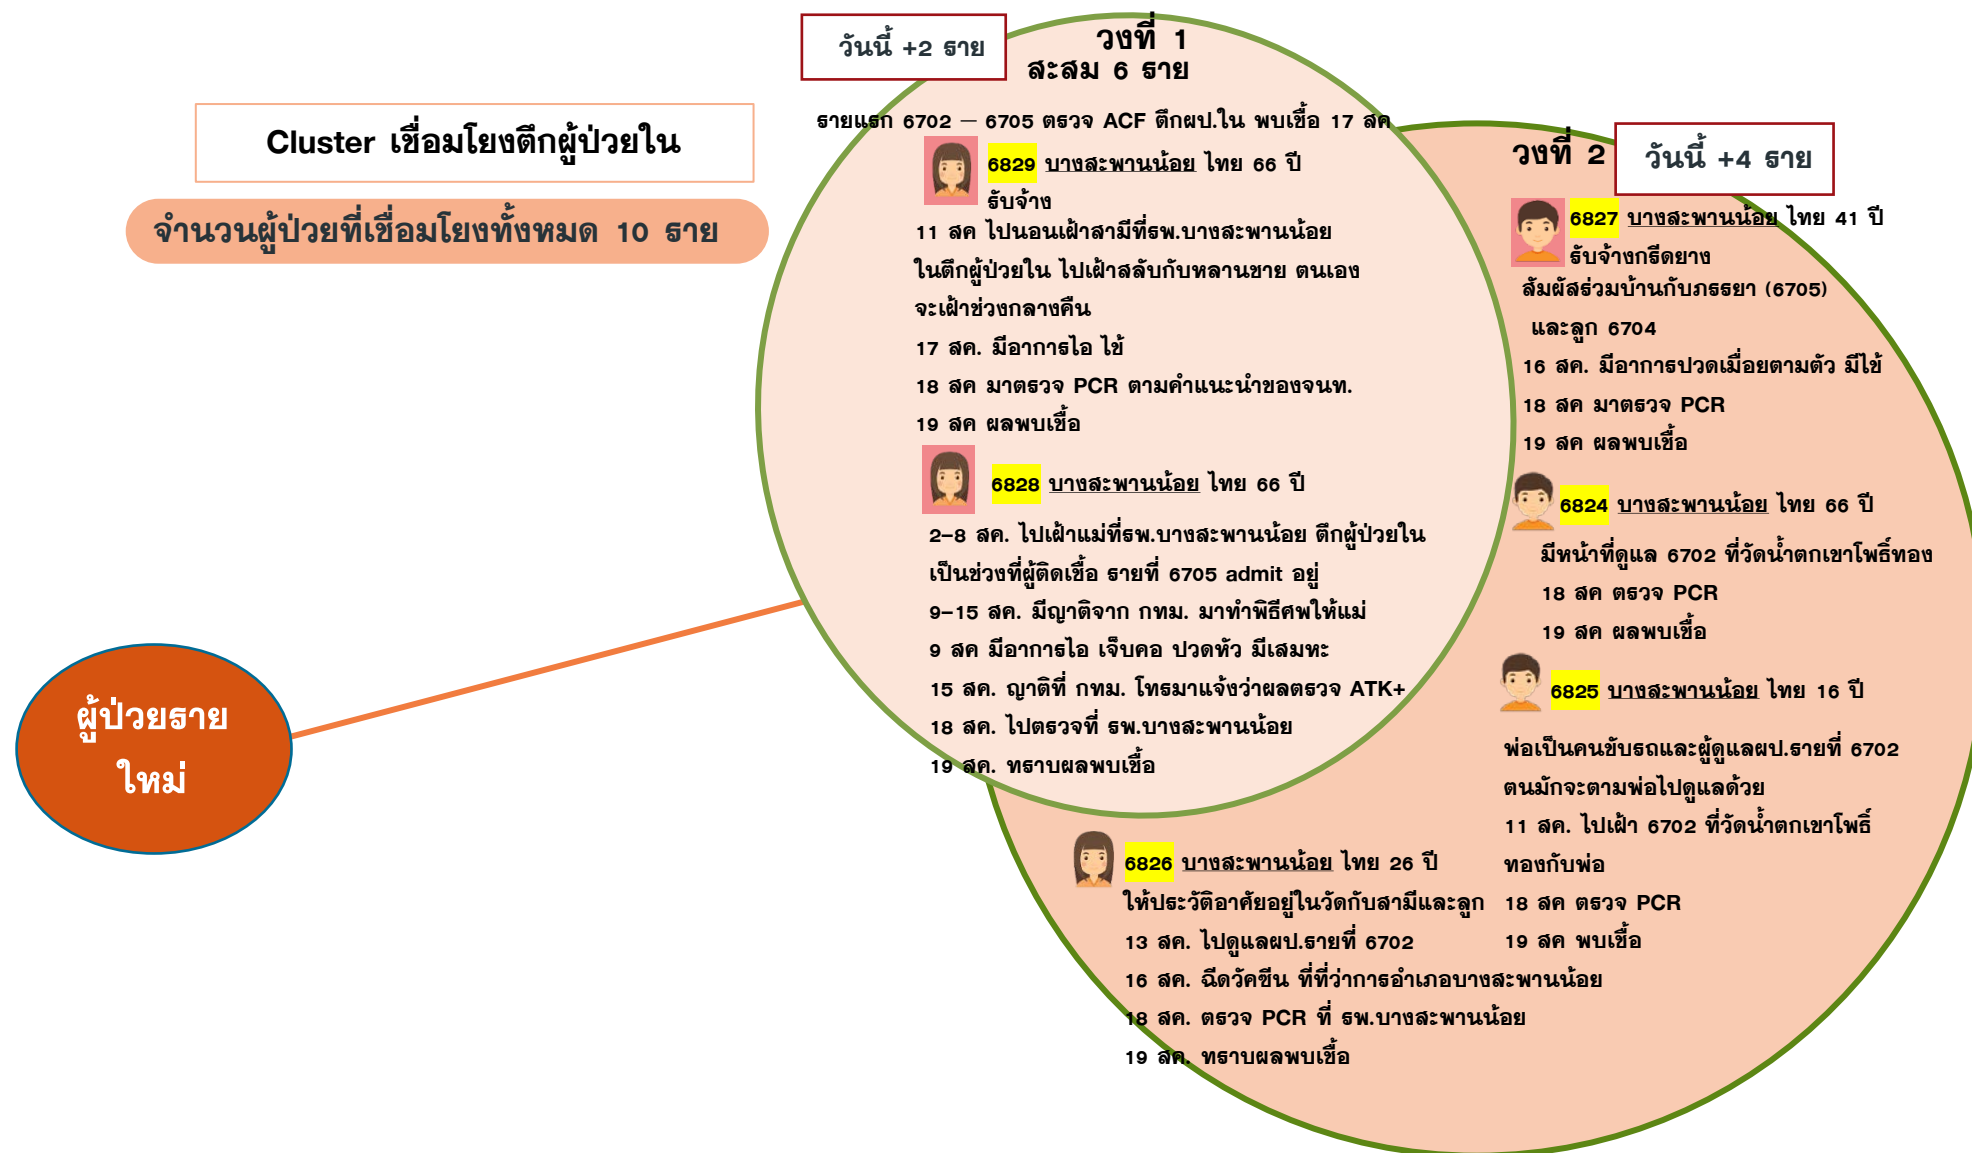 วันนี้ +2 ราย
วงที่ 1
สะสม 6 ราย
Cluster เชื่อมโยงตึกผู้ป่วยใน
จำนวนผู้ป่วยที่เชื่อมโยงทั้งหมด 10 ราย
รายแรก 6702 – 6705 ตรวจ ACF ตึกผป.ใน พบเชื้อ 17 สค
6829 บางสะพานน้อย ไทย 66 ปี
รับจ้าง
11 สค ไปนอนเฝ้าสามีที่รพ.บางสะพานน้อย
ในตึกผู้ป่วยใน ไปเฝ้าสลับกับหลานชาย ตนเอง
จะเฝ้าช่วงกลางคืน
17 สค. มีอาการไอ ไข้
18 สค มาตรวจ PCR ตามคำแนะนำของจนท.
19 สค ผลพบเชื้อ
6828 บางสะพานน้อย ไทย 66 ปี
2–8 สค. ไปเฝ้าแม่ที่รพ.บางสะพานน้อย ตึกผู้ป่วยใน
เป็นช่วงที่ผู้ติดเชื้อ รายที่ 6705 admit อยู่
9–15 สค. มีญาติจาก กทม. มาทำพิธีศพให้แม่
9 สค มีอาการไอ เจ็บคอ ปวดหัว มีเสมหะ
15 สค. ญาติที่ กทม. โทรมาแจ้งว่าผลตรวจ ATK+
18 สค. ไปตรวจที่ รพ.บางสะพานน้อย
19 สค. ทราบผลพบเชื้อ
วงที่ 2
วันนี้ +4 ราย
6827 บางสะพานน้อย ไทย 41 ปี
รับจ้างกรีดยาง
สัมผัสร่วมบ้านกับภรรยา (6705)
และลูก 6704
16 สค. มีอาการปวดเมื่อยตามตัว มีไข้
18 สค มาตรวจ PCR
19 สค ผลพบเชื้อ
6824 บางสะพานน้อย ไทย 66 ปี
มีหน้าที่ดูแล 6702 ที่วัดน้ำตกเขาโพธิ์ทอง
18 สค ตรวจ PCR
19 สค ผลพบเชื้อ
6825 บางสะพานน้อย ไทย 16 ปี
พ่อเป็นคนขับรถและผู้ดูแลผป.รายที่ 6702
ตนมักจะตามพ่อไปดูแลด้วย
11 สค. ไปเฝ้า 6702 ที่วัดน้ำตกเขาโพธิ์
ทองกับพ่อ
18 สค ตรวจ PCR
19 สค พบเชื้อ
6826 บางสะพานน้อย ไทย 26 ปี
ให้ประวัติอาศัยอยู่ในวัดกับสามีและลูก
13 สค. ไปดูแลผป.รายที่ 6702
16 สค. ฉีดวัคซีน ที่ที่ว่าการอำเภอบางสะพานน้อย
18 สค. ตรวจ PCR ที่ รพ.บางสะพานน้อย
19 สค. ทราบผลพบเชื้อ
ผู้ป่วยราย
ใหม่